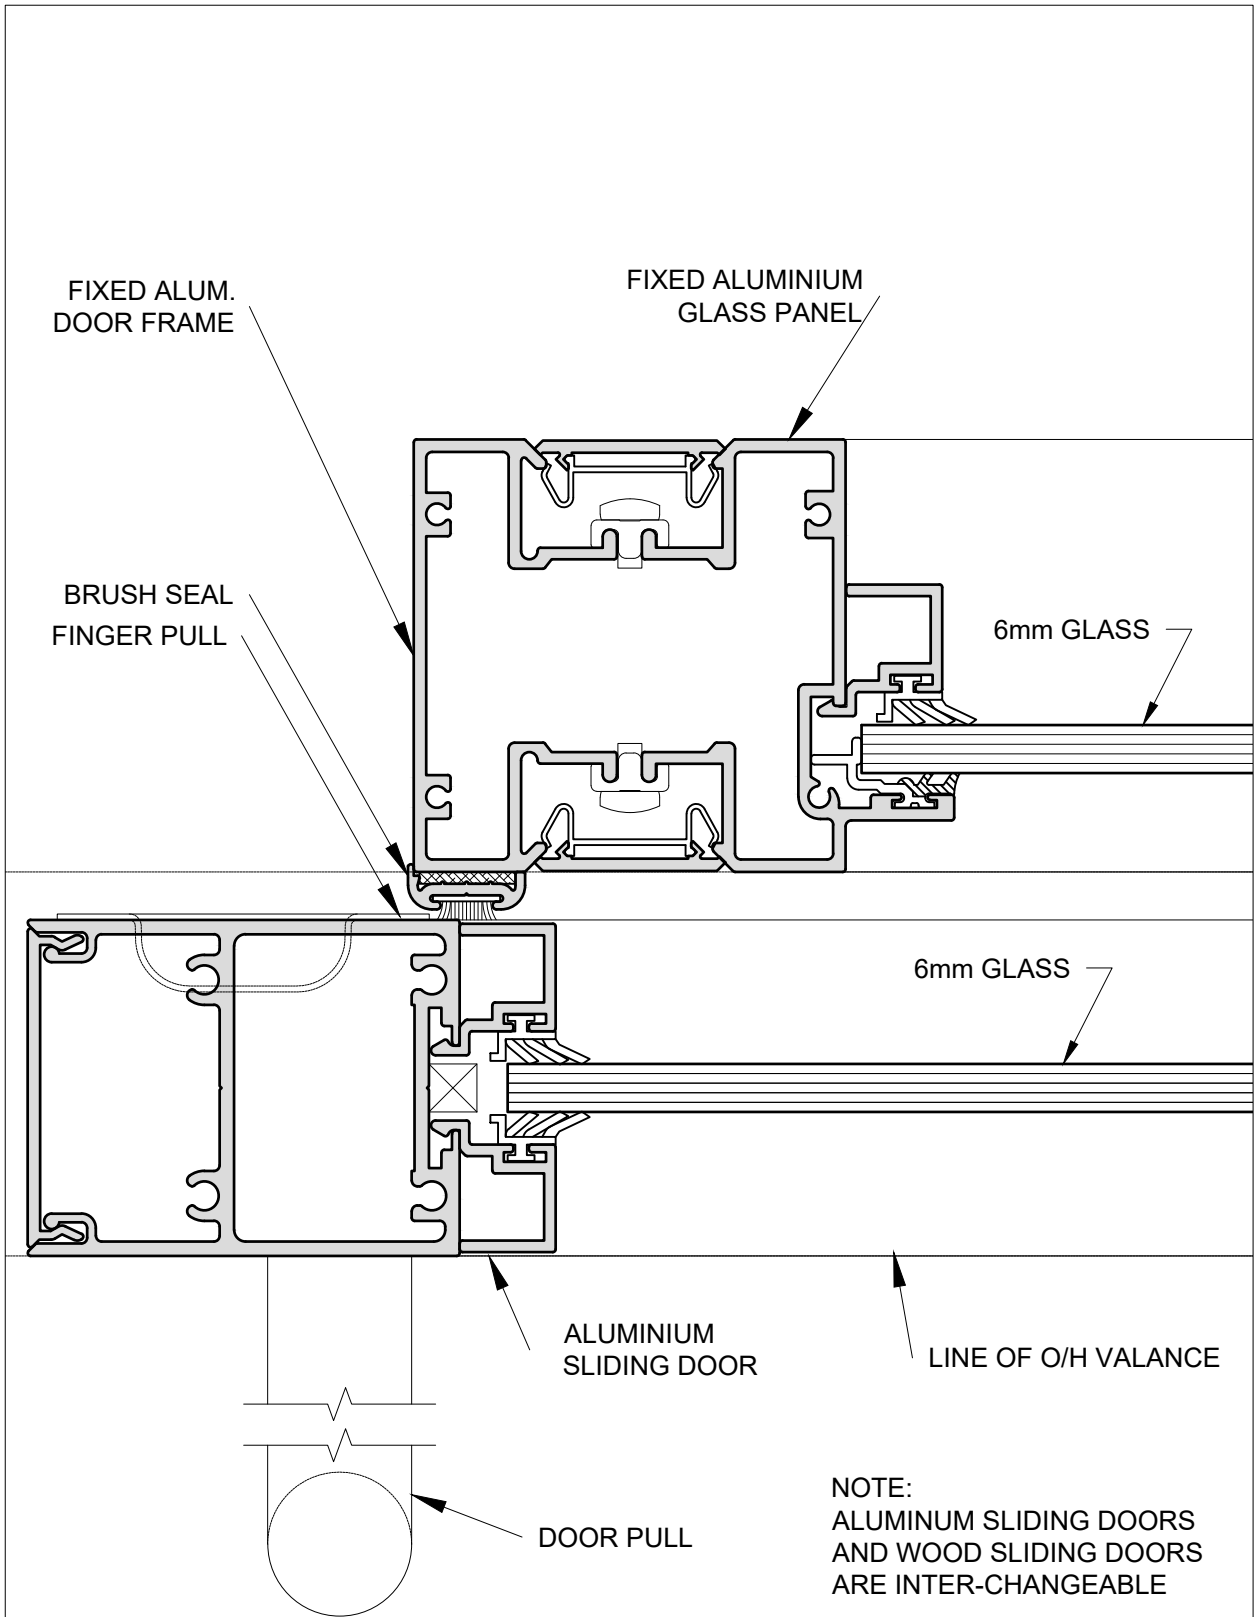 FIXED ALUM.
DOOR FRAME
FIXED ALUMINIUM
GLASS PANEL
BRUSH SEAL
FINGER PULL
6mm GLASS
6mm GLASS
ALUMINIUM
SLIDING DOOR
LINE OF O/H VALANCE
DOOR PULL
NOTE:
ALUMINUM SLIDING DOORS
AND WOOD SLIDING DOORS
ARE INTER-CHANGEABLE